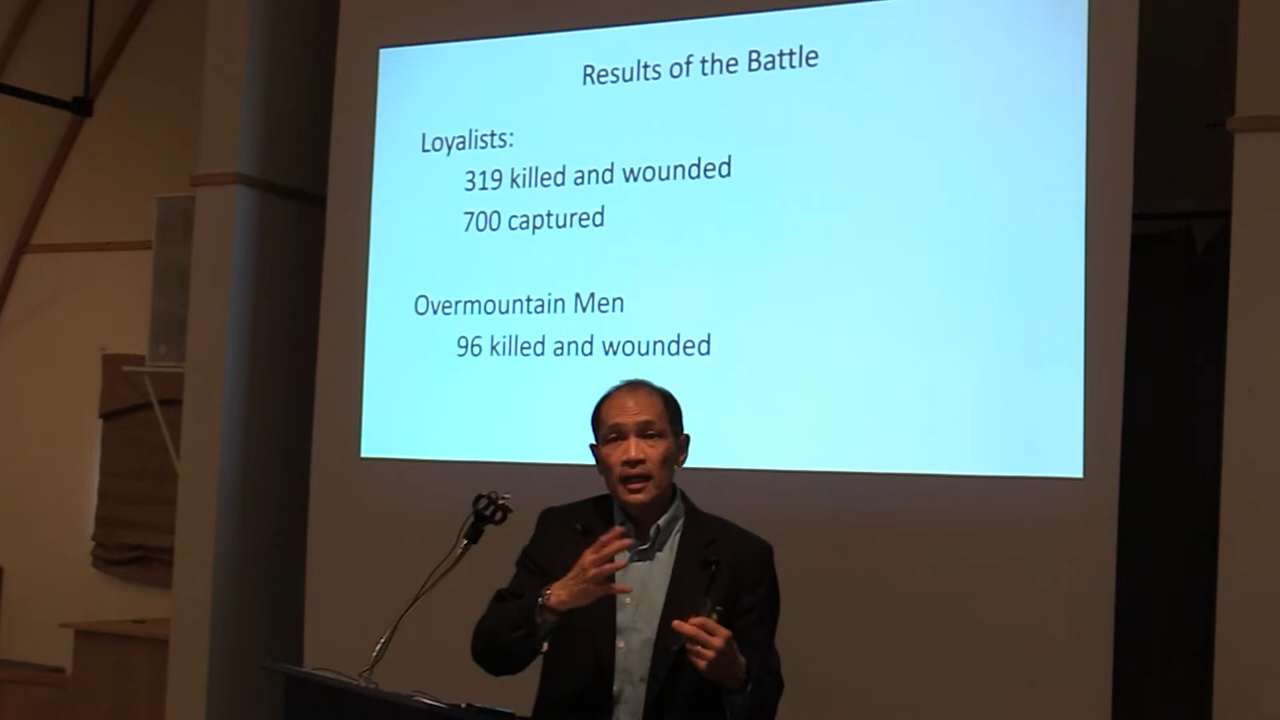 Results of the Battle
Loyalists:
319 killed and wounded
700 captured
Overmountain Men
96 killed and wounded